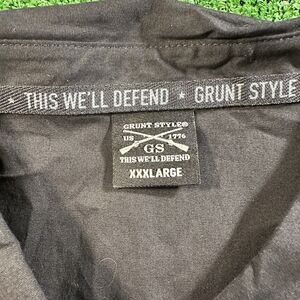 ★ THIS WE'LL DEFEND ★ GRUNT STYLE
GRUNT STYLE®
US 1776
GS
THIS WE'LL DEFEND
XXXLARGE